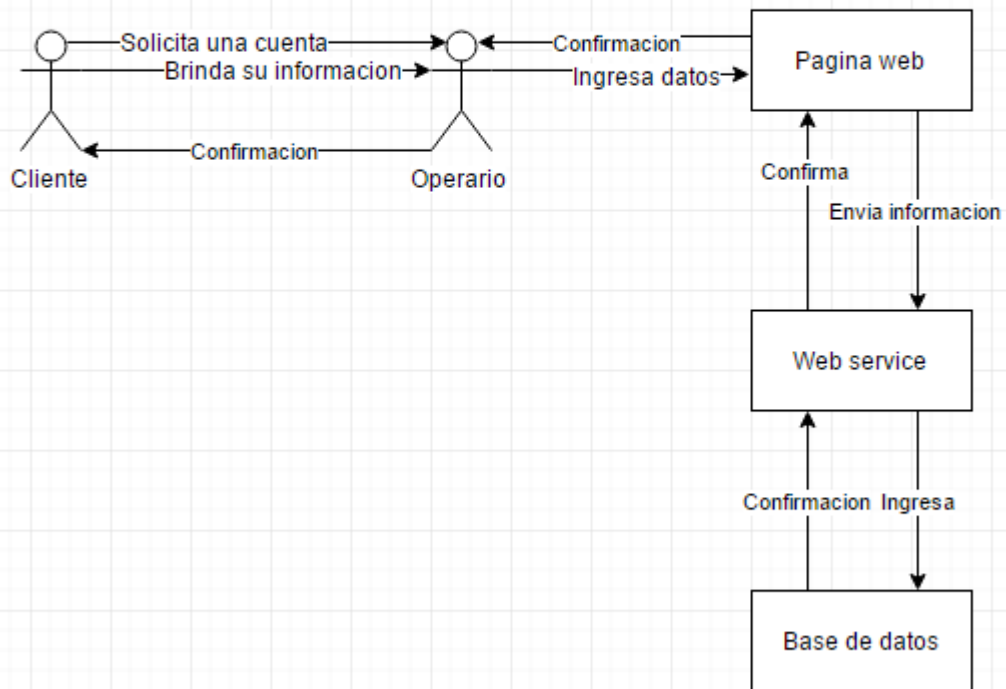 Solicita una cuenta
Confirmacion
Pagina web
Brinda su informacion
Ingresa datos
Confirmacion
Cliente
Operario
Confirma
Envia informacion
Web service
Confirmacion
Ingresa
Base de datos